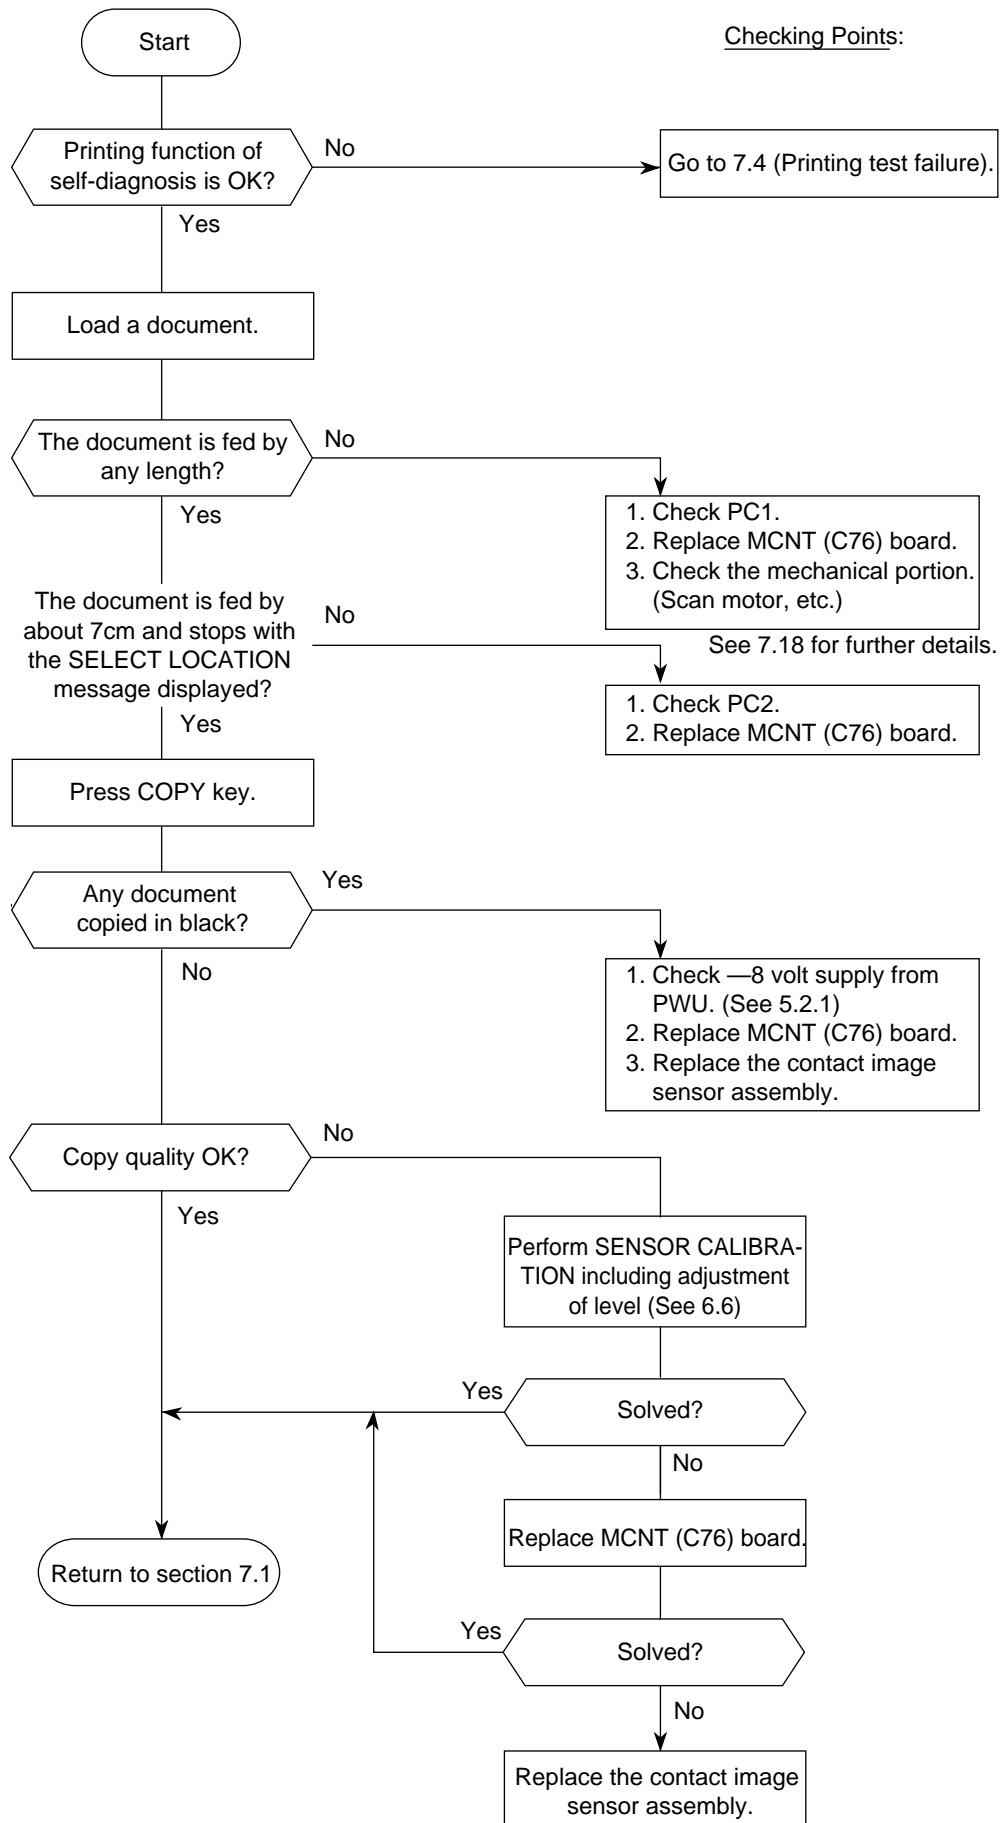 Start
Checking Points:
Printing function of
self-diagnosis is OK?
No
Go to 7.4 (Printing test failure).
Yes
Load a document.
The document is fed by
any length?
No
Yes
1. Check PC1.
2. Replace MCNT (C76) board.
3. Check the mechanical portion.
(Scan motor, etc.)
See 7.18 for further details.
The document is fed by
about 7cm and stops with
the SELECT LOCATION
message displayed?
No
Yes
1. Check PC2.
2. Replace MCNT (C76) board.
Press COPY key.
Any document
copied in black?
Yes
No
1. Check —8 volt supply from
PWU. (See 5.2.1)
2. Replace MCNT (C76) board.
3. Replace the contact image
sensor assembly.
Copy quality OK?
No
Yes
Perform SENSOR CALIBRA-
TION including adjustment
of level (See 6.6)
Yes
Solved?
No
Replace MCNT (C76) board.
Return to section 7.1
Yes
Solved?
No
Replace the contact image
sensor assembly.